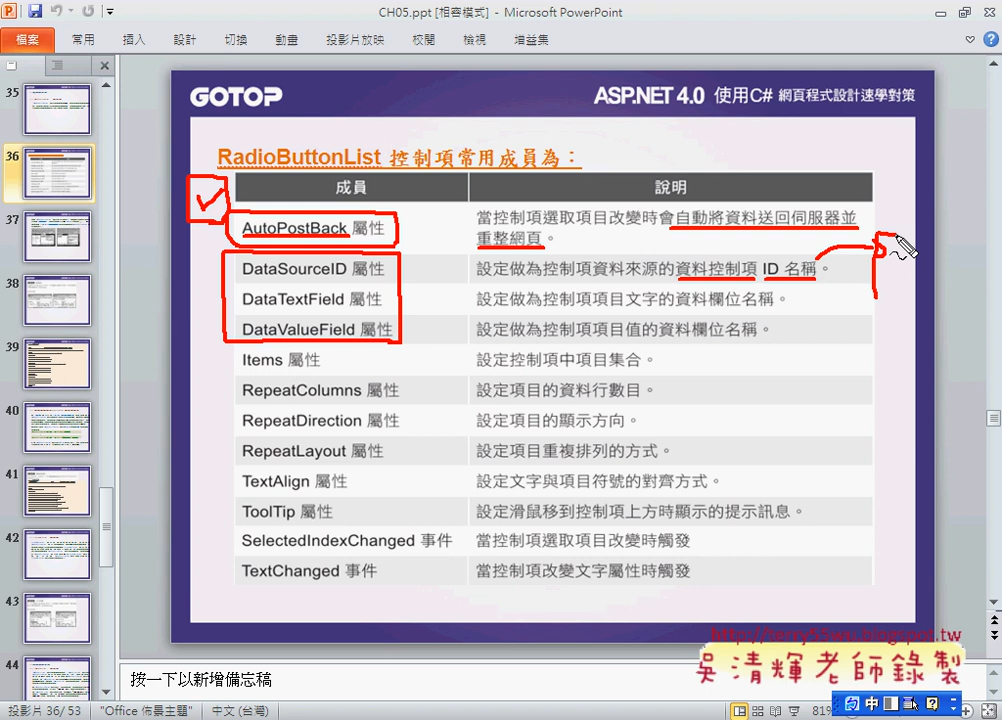 CH05.ppt [相容模式] - Microsoft PowerPoint
檔案 常用 插入 設計 切換 動畫 投影片放映 校閱 檢視 增益集
35
36
37
38
39
40
41
42
43
44
GOTOP ASP.NET 4.0 使用C# 網頁程式設計速學對策
RadioButtonList 控制項常用成員為：
成員 說明
AutoPostBack 屬性 當控制項選取項目改變時會自動將資料送回伺服器並
重整網頁。
DataSourceID 屬性 設定做為控制項資料來源的資料控制項 ID 名稱。
DataTextField 屬性 設定做為控制項項目文字的資料欄位名稱。
DataValueField 屬性 設定做為控制項項目值的資料欄位名稱。
Items 屬性 設定控制項中項目集合。
RepeatColumns 屬性 設定項目的資料行數目。
RepeatDirection 屬性 設定項目的顯示方向。
RepeatLayout 屬性 設定項目重複排列的方式。
TextAlign 屬性 設定文字與項目符號的對齊方式。
ToolTip 屬性 設定滑鼠移到控制項上方時顯示的提示訊息。
SelectedIndexChanged 事件 當控制項選取項目改變時觸發
TextChanged 事件 當控制項改變文字屬性時觸發
http://terry55wu.blogspot.tw
吳清輝老師錄製
按一下以新增備忘稿
投影片 36/ 53 "Office 佈景主題" 中文 (台灣) 中 81%